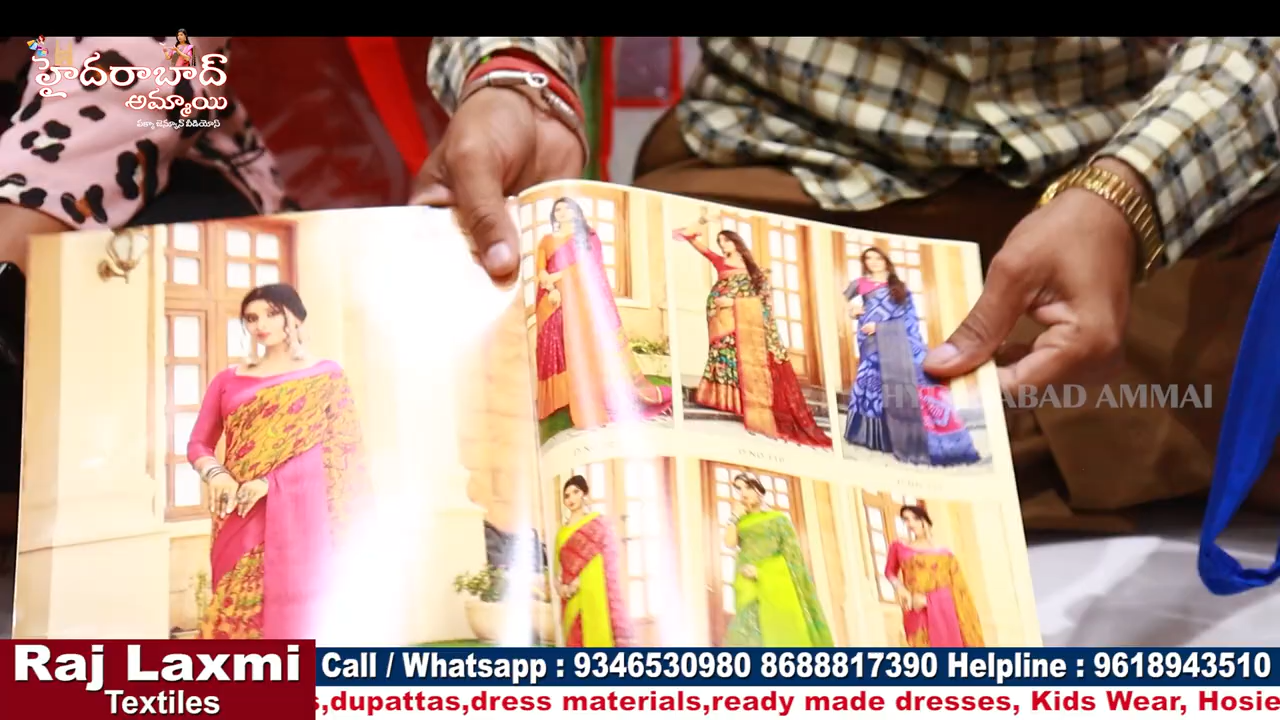 హైదరాబాద్
అమ్మాయి
పక్కా జెన్యూన్ వీడియోస్
HYDERABAD AMMAI
Raj Laxmi
Textiles
Call / Whatsapp : 9346530980 8688817390 Helpline : 9618943510
s,dupattas,dress materials,ready made dresses, Kids Wear, Hosie